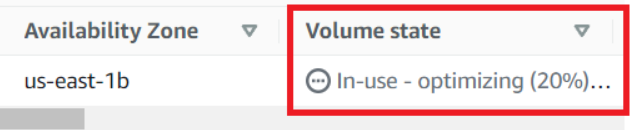 Availability Zone Volume state
us-east-1b In-use - optimizing (20%)...